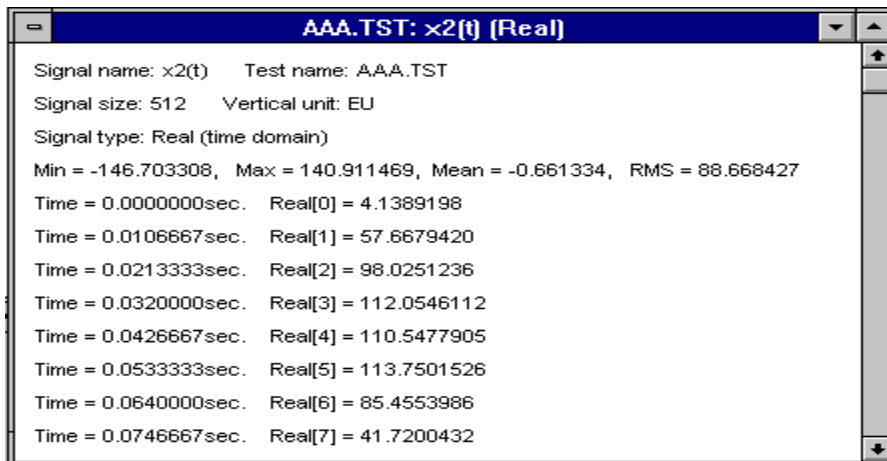 AAA.TST: x2(t) (Real)
Signal name: x2(t) Test name: AAA.TST
Signal size: 512 Vertical unit: EU
Signal type: Real (time domain)
Min = -146.703308, Max = 140.911469, Mean = -0.661334, RMS = 88.668427
Time = 0.0000000sec. Real[0] = 4.1389198
Time = 0.0106667sec. Real[1] = 57.6679420
Time = 0.0213333sec. Real[2] = 98.0251236
Time = 0.0320000sec. Real[3] = 112.0546112
Time = 0.0426667sec. Real[4] = 110.5477905
Time = 0.0533333sec. Real[5] = 113.7501526
Time = 0.0640000sec. Real[6] = 85.4553986
Time = 0.0746667sec. Real[7] = 41.7200432